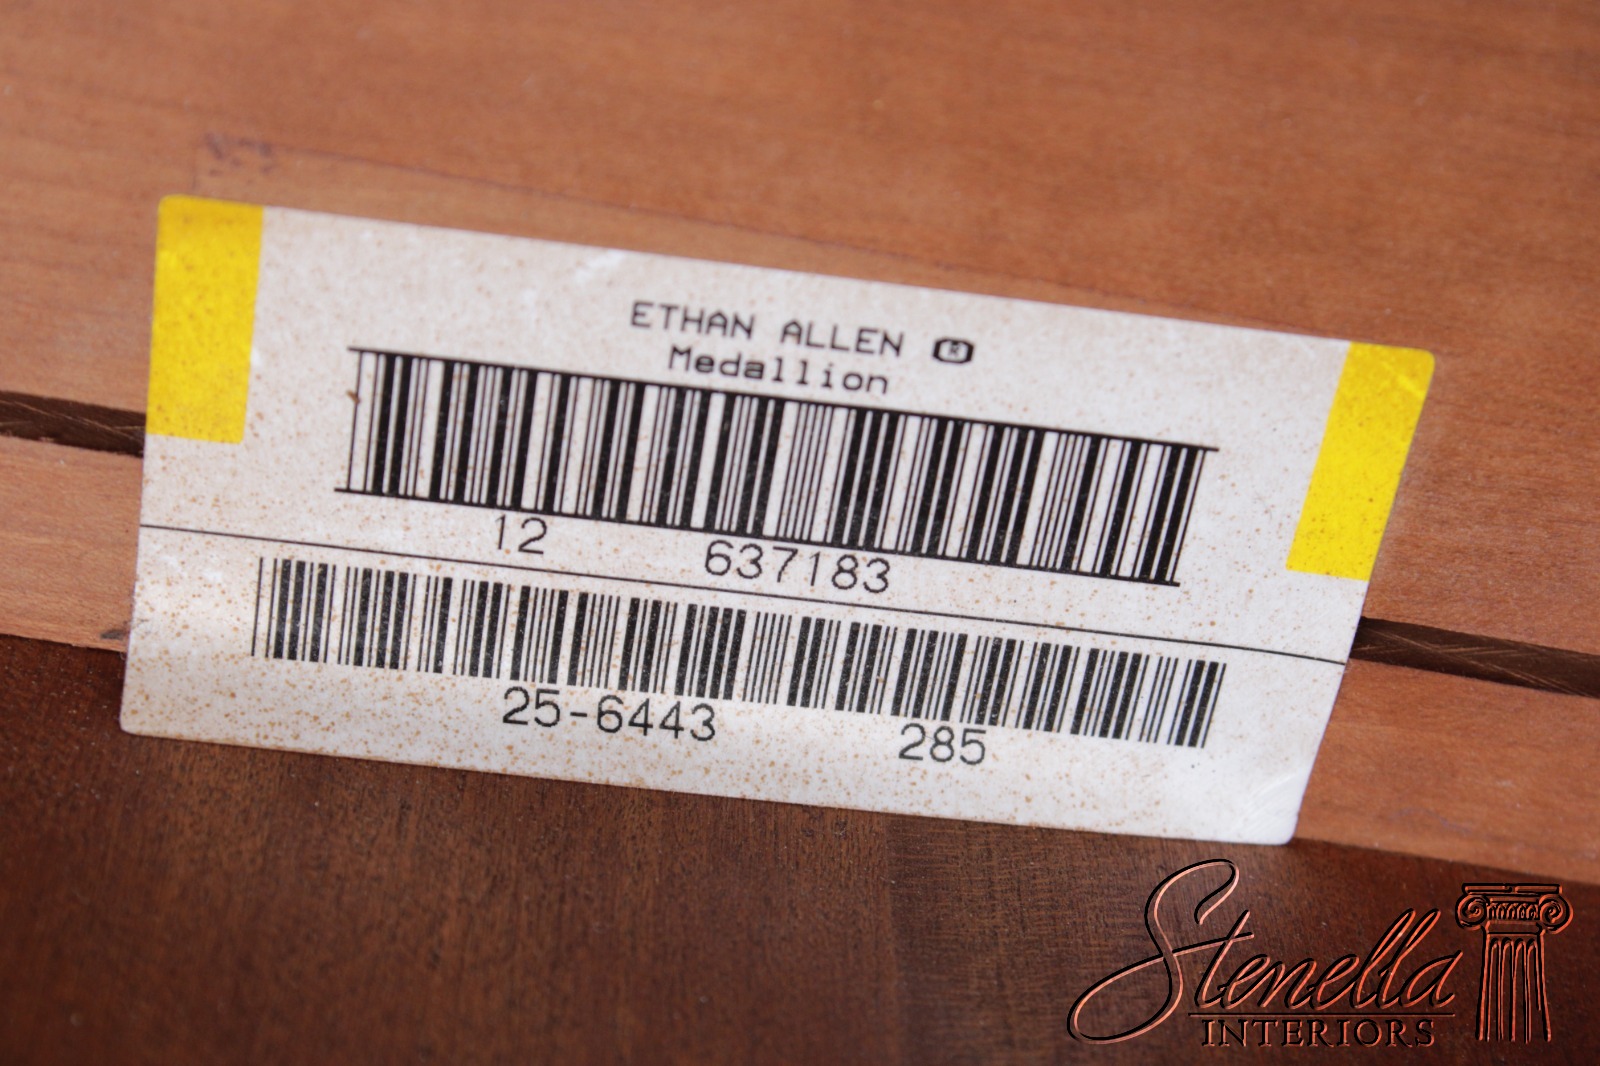 ETHAN ALLEN ®
Medallion
12 637183
25-6443 285
Stenella
INTERIORS